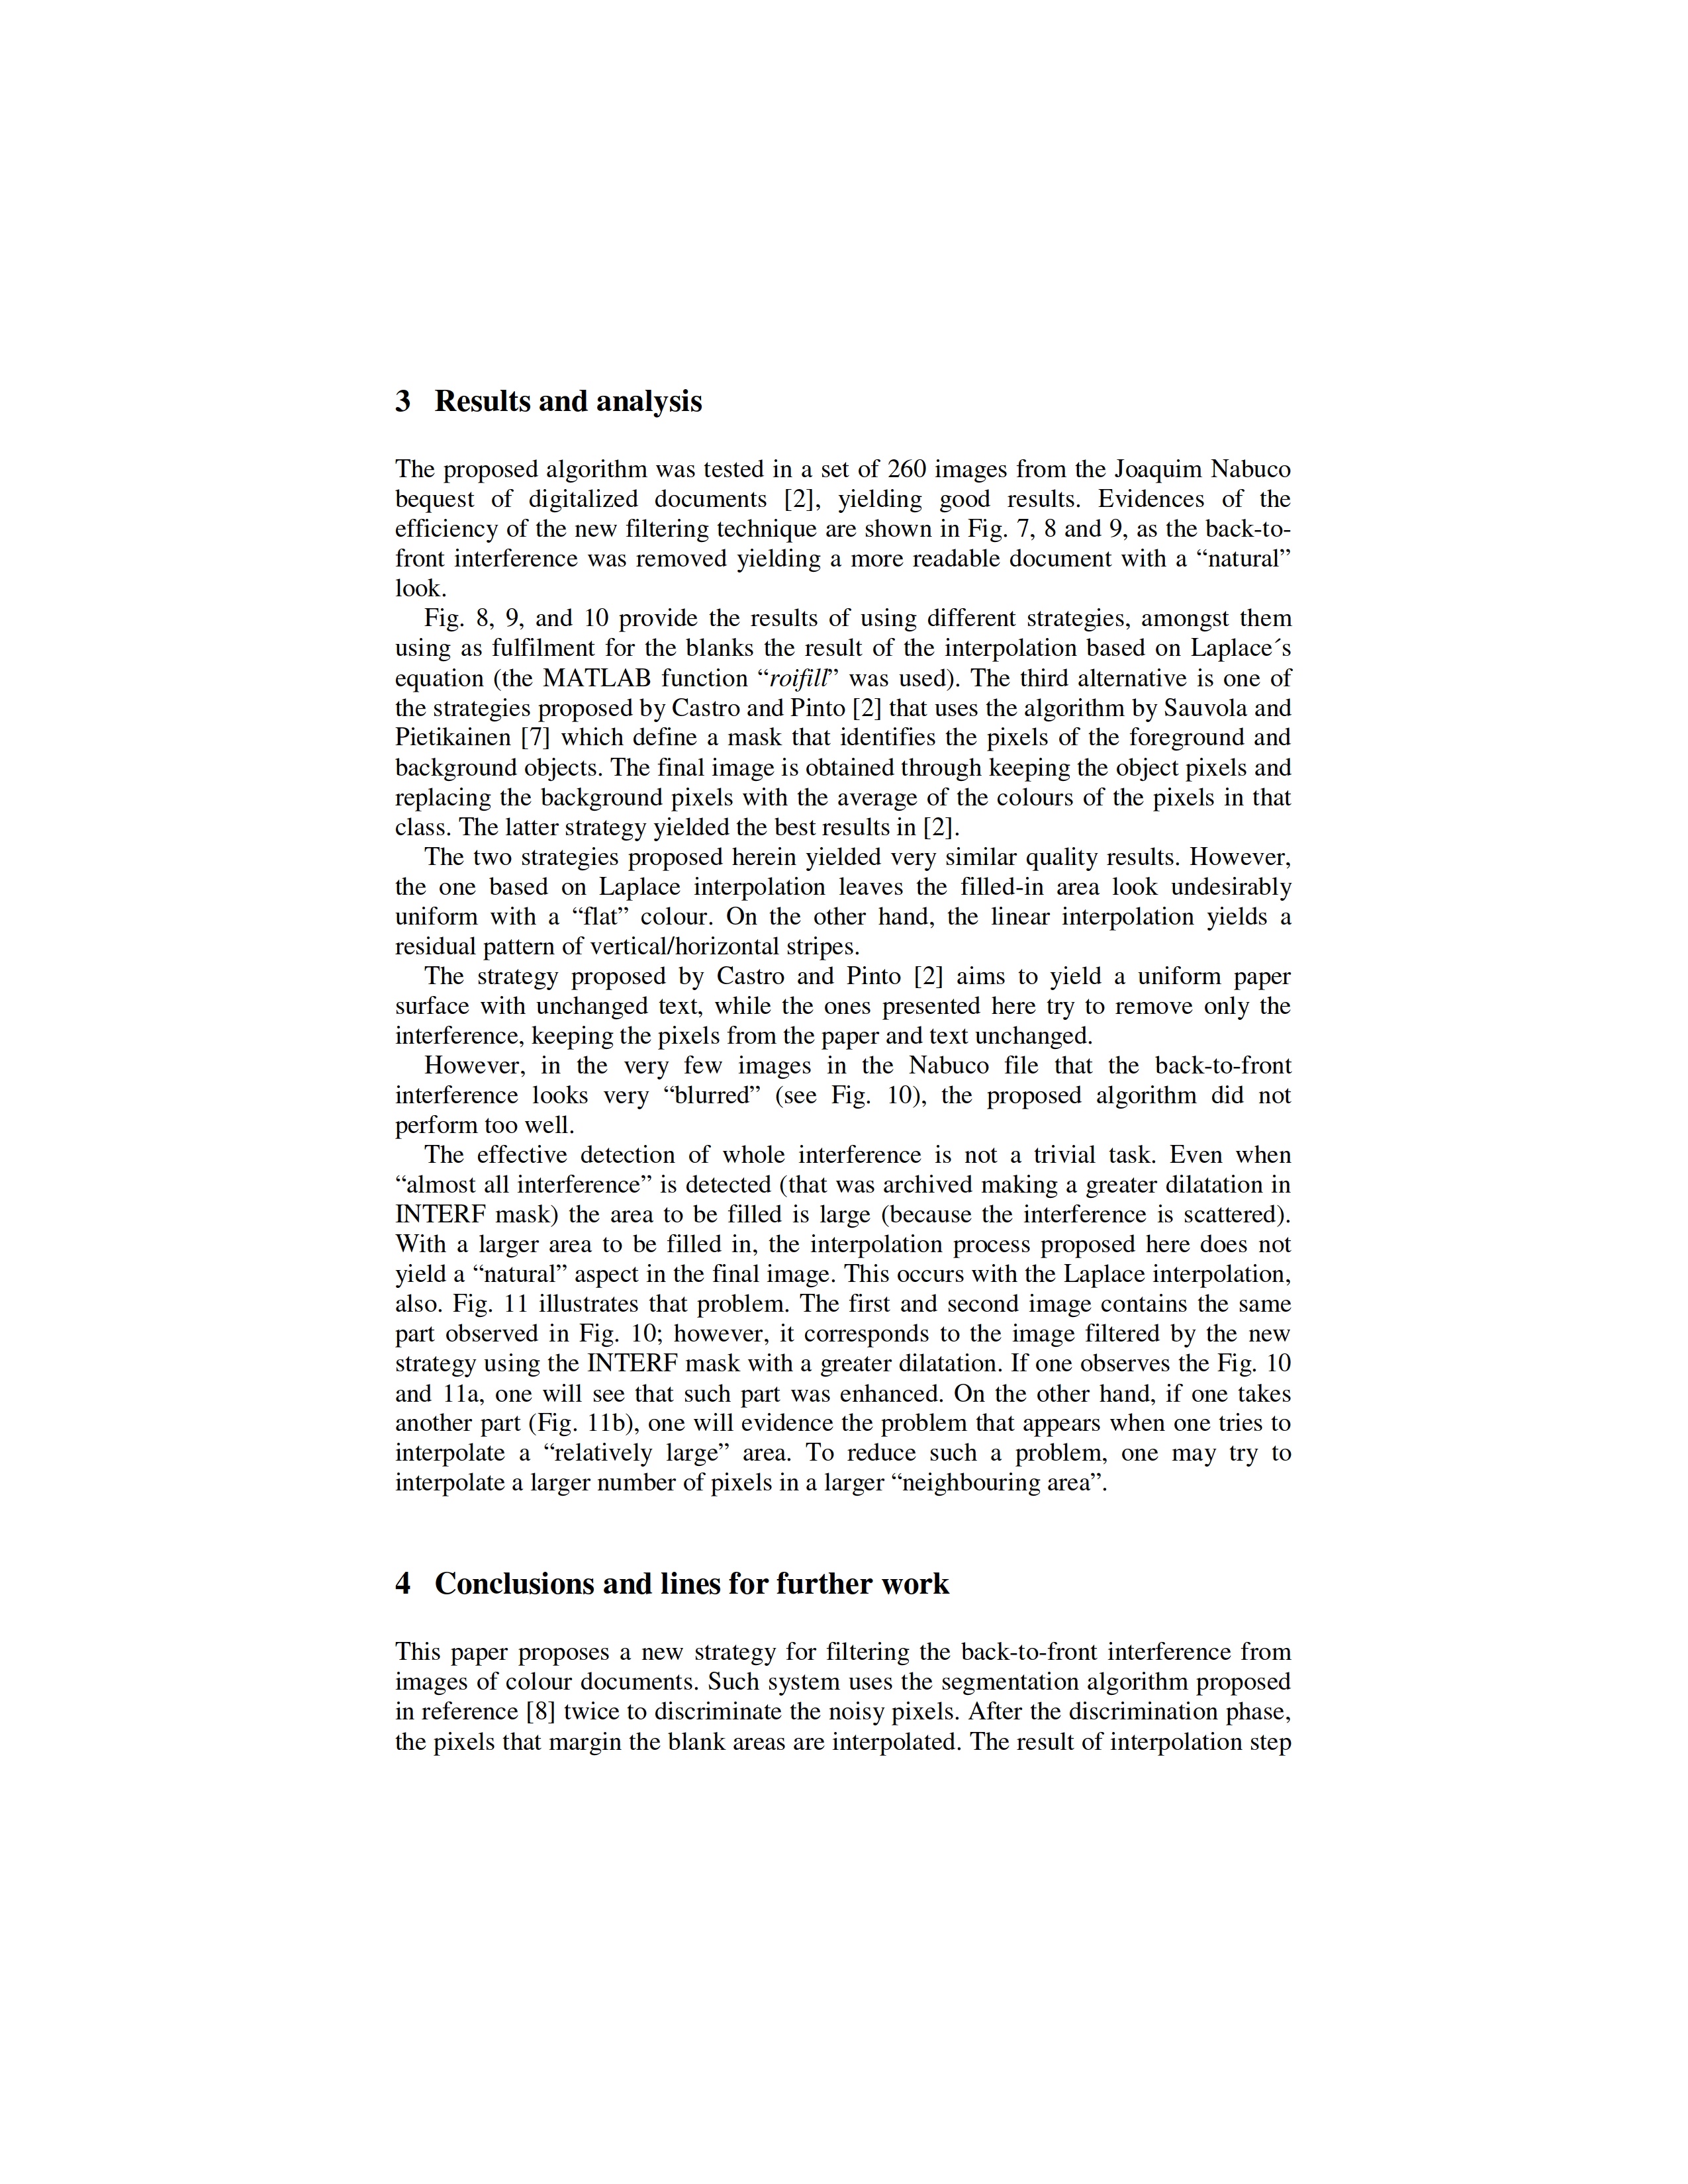 3 Results and analysis
The proposed algorithm was tested in a set of 260 images from the Joaquim Nabuco
bequest of digitalized documents [2], yielding good results. Evidences of the
efficiency of the new filtering technique are shown in Fig. 7, 8 and 9, as the back-to-
front interference was removed yielding a more readable document with a “natural”
look.
Fig. 8, 9, and 10 provide the results of using different strategies, amongst them
using as fulfilment for the blanks the result of the interpolation based on Laplace´s
equation (the MATLAB function “roifill” was used). The third alternative is one of
the strategies proposed by Castro and Pinto [2] that uses the algorithm by Sauvola and
Pietikainen [7] which define a mask that identifies the pixels of the foreground and
background objects. The final image is obtained through keeping the object pixels and
replacing the background pixels with the average of the colours of the pixels in that
class. The latter strategy yielded the best results in [2].
The two strategies proposed herein yielded very similar quality results. However,
the one based on Laplace interpolation leaves the filled-in area look undesirably
uniform with a “flat” colour. On the other hand, the linear interpolation yields a
residual pattern of vertical/horizontal stripes.
The strategy proposed by Castro and Pinto [2] aims to yield a uniform paper
surface with unchanged text, while the ones presented here try to remove only the
interference, keeping the pixels from the paper and text unchanged.
However, in the very few images in the Nabuco file that the back-to-front
interference looks very “blurred” (see Fig. 10), the proposed algorithm did not
perform too well.
The effective detection of whole interference is not a trivial task. Even when
“almost all interference” is detected (that was archived making a greater dilatation in
INTERF mask) the area to be filled is large (because the interference is scattered).
With a larger area to be filled in, the interpolation process proposed here does not
yield a “natural” aspect in the final image. This occurs with the Laplace interpolation,
also. Fig. 11 illustrates that problem. The first and second image contains the same
part observed in Fig. 10; however, it corresponds to the image filtered by the new
strategy using the INTERF mask with a greater dilatation. If one observes the Fig. 10
and 11a, one will see that such part was enhanced. On the other hand, if one takes
another part (Fig. 11b), one will evidence the problem that appears when one tries to
interpolate a “relatively large” area. To reduce such a problem, one may try to
interpolate a larger number of pixels in a larger “neighbouring area”.
4 Conclusions and lines for further work
This paper proposes a new strategy for filtering the back-to-front interference from
images of colour documents. Such system uses the segmentation algorithm proposed
in reference [8] twice to discriminate the noisy pixels. After the discrimination phase,
the pixels that margin the blank areas are interpolated. The result of interpolation step